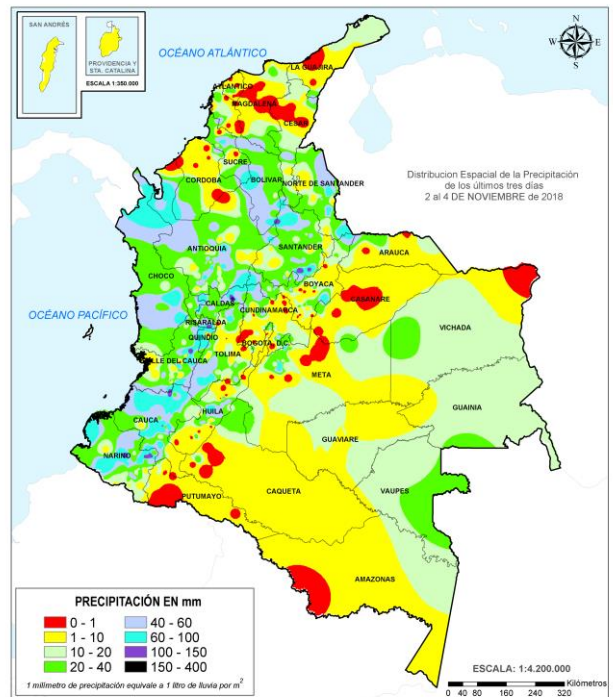 SAN ANDRÉS
PROVIDENCIA Y
STA. CATALINA
ESCALA 1:350.000
OCÉANO ATLÁNTICO
N
W
E
S
LA GUAJIRA
ATLANTICO
MAGDALENA
CESAR
SUCRE
CORDOBA
BOLIVAR
NORTE DE SANTANDER
Distribucion Espacial de la Precipitación
de los últimos tres días
2 al 4 DE NOVIEMBRE de 2018
ANTIOQUIA
SANTANDER
ARAUCA
CHOCO
BOYACA
CASANARE
OCÉANO PACÍFICO
CALDAS
CUNDINAMARCA
VICHADA
RISARALDA
QUINDIO
BOGOTA D.C.
TOLIMA
VALLE DEL CAUCA
META
GUAINIA
CAUCA
HUILA
GUAVIARE
NARIÑO
VAUPES
PUTUMAYO
CAQUETA
AMAZONAS
PRECIPITACIÓN EN mm
0 - 1
40 - 60
1 - 10
60 - 100
10 - 20
100 - 150
20 - 40
150 - 400
1 milímetro de precipitación equivale a 1 litro de lluvia por m²
ESCALA: 1:4.200.000
Kilómetros
0 40 80 160 240 320